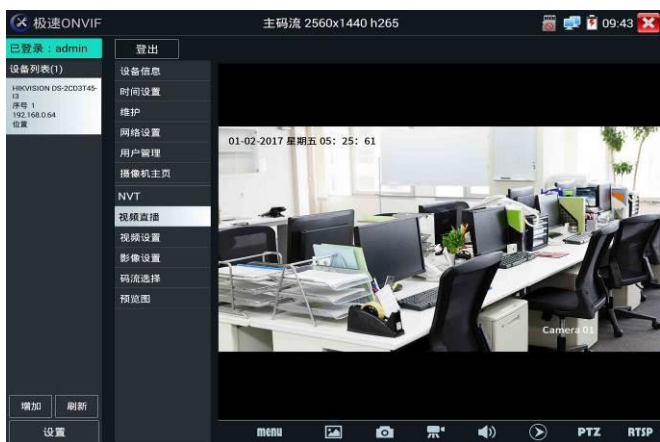 极速ONVIF
主码流 2560x1440 h265
09:43
已登录：admin
登出
设备列表(1)
HIKVISION DS-2CD3T45-I3
序号 1
192.168.0.64
位置
设备信息
时间设置
维护
网络设置
用户管理
摄像机主页
NVT
视频直播
视频设置
影像设置
码流选择
预览图
01-02-2017 星期五 05: 25: 61
Camera 01
增加
刷新
设置
menu
PTZ
RTSP